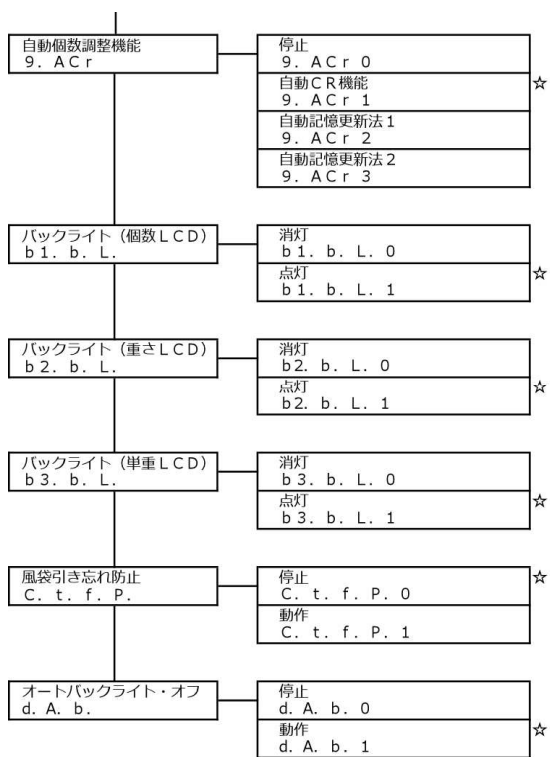 自動個数調整機能
9. ACr
停止
9. ACr 0
自動CR機能
9. ACr 1
☆
自動記憶更新法1
9. ACr 2
自動記憶更新法2
9. ACr 3
バックライト(個数LCD)
b1. b. L.
消灯
b1. b. L. 0
点灯
b1. b. L. 1
☆
バックライト(重さLCD)
b2. b. L.
消灯
b2. b. L. 0
点灯
b2. b. L. 1
☆
バックライト(単重LCD)
b3. b. L.
消灯
b3. b. L. 0
点灯
b3. b. L. 1
☆
風袋引き忘れ防止
C. t. f. P.
停止
C. t. f. P. 0
☆
動作
C. t. f. P. 1
オートバックライト・オフ
d. A. b.
停止
d. A. b. 0
動作
d. A. b. 1
☆